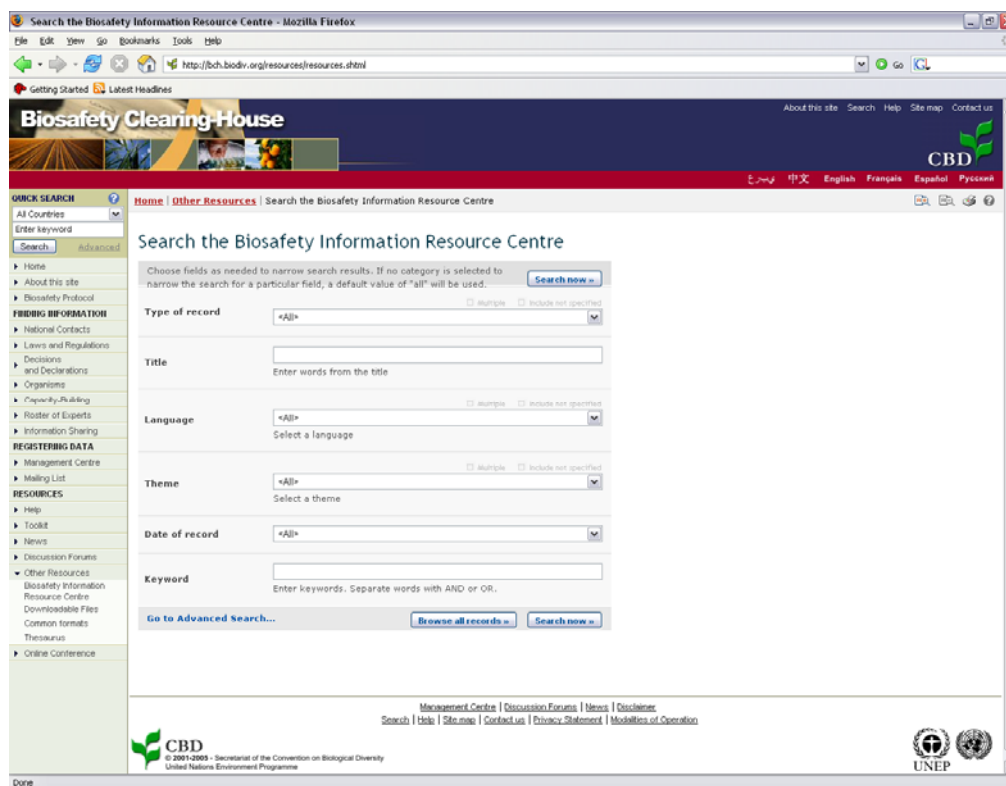 Search the Biosafety Information Resource Centre - Mozilla Firefox
File Edit View Go Bookmarks Tools Help
http://bch.biodiv.org/resources/resources.shtml
Go
Getting Started Latest Headlines
Biosafety Clearing-House
About this site Search Help Site map Contact us
CBD
عربي 中文 English Français Español Русский
QUICK SEARCH
All Countries
Enter keyword
Search Advanced
Home
About this site
Biosafety Protocol
FINDING INFORMATION
National Contacts
Laws and Regulations
Decisions
and Declarations
Organisms
Capacity-Building
Roster of Experts
Information Sharing
REGISTERING DATA
Management Centre
Mailing List
RESOURCES
Help
Toolkit
News
Discussion Forums
Other Resources
Biosafety Information
Resource Centre
Downloadable Files
Common formats
Thesaurus
Online Conference
Home | Other Resources | Search the Biosafety Information Resource Centre
Search the Biosafety Information Resource Centre
Choose fields as needed to narrow search results. If no category is selected to
narrow the search for a particular field, a default value of "all" will be used.
Search now »
Multiple Include not specified
Type of record
<All>
Title
Enter words from the title
Multiple Include not specified
Language
<All>
Select a language
Multiple Include not specified
Theme
<All>
Select a theme
Date of record
<All>
Keyword
Enter keywords. Separate words with AND or OR.
Go to Advanced Search...
Browse all records »
Search now »
Management Centre | Discussion Forums | News | Disclaimer
Search | Help | Site map | Contact us | Privacy Statement | Modalities of Operation
CBD
© 2001-2005 - Secretariat of the Convention on Biological Diversity
United Nations Environment Programme
UNEP
Done